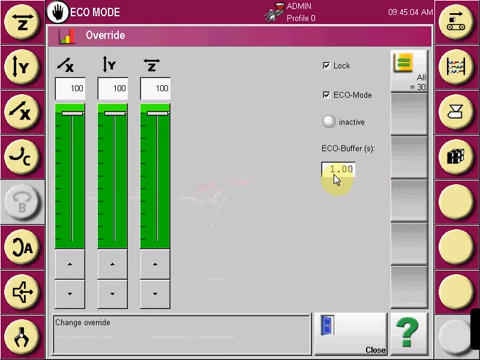 ECO MODE
ADMIN
Profile 0
09:45:04 AM
Override
X Y Z
100 100 100
Lock
ECO-Mode
inactive
ECO-Buffer (s):
1.00
All
= 30
Z
Y
X
C
B
A
Change override
Close
?